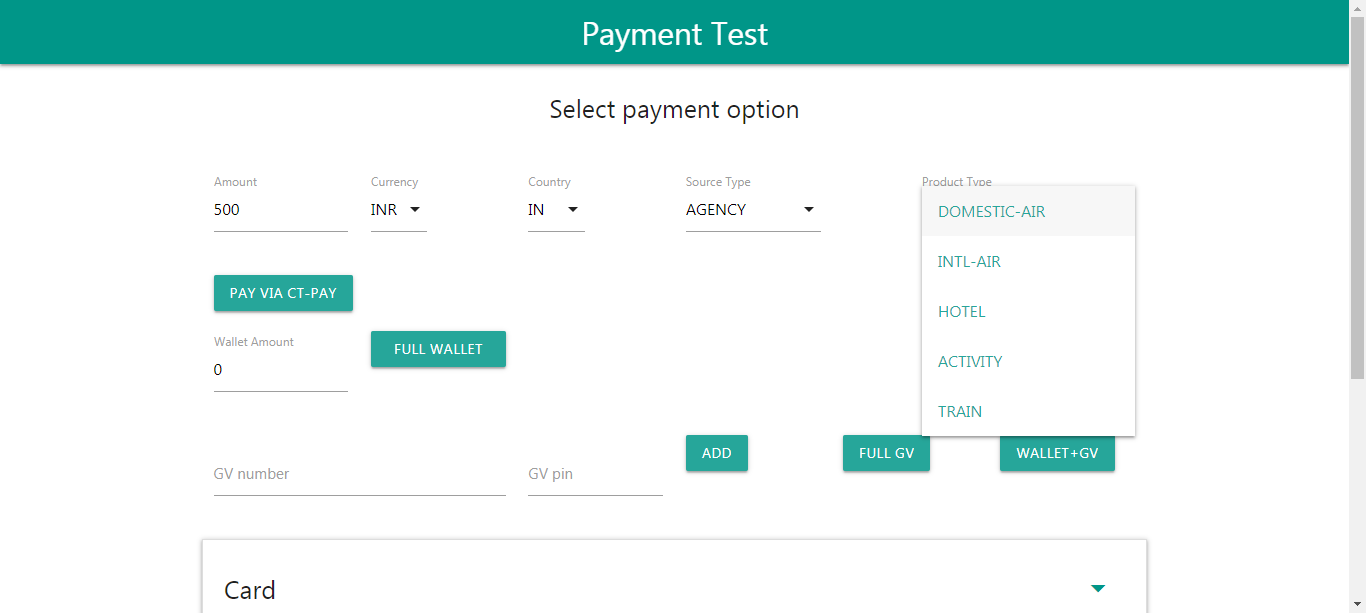 Payment Test
Select payment option
Amount
Currency
Country
Source Type
Product Type
500
INR
IN
AGENCY
DOMESTIC-AIR
INTL-AIR
HOTEL
ACTIVITY
TRAIN
PAY VIA CT-PAY
Wallet Amount
0
FULL WALLET
GV number
GV pin
ADD
FULL GV
WALLET+GV
Card